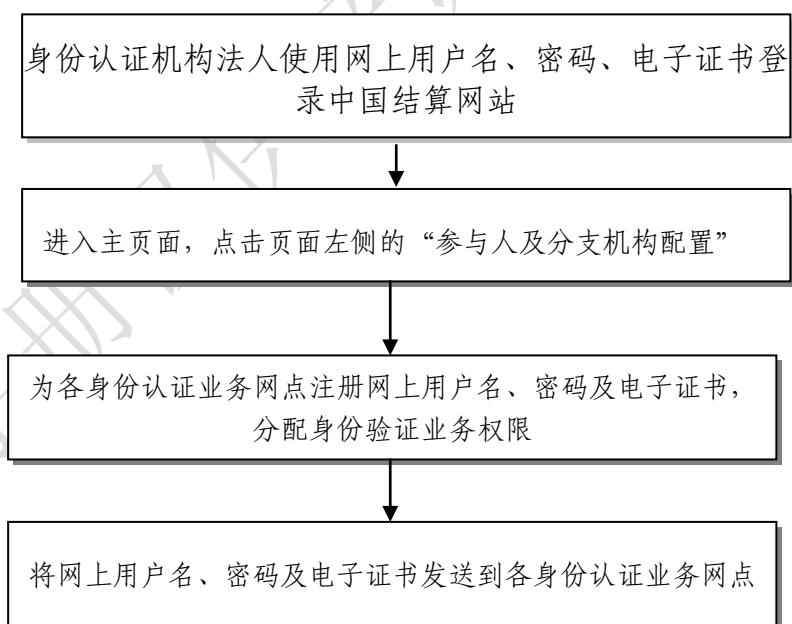 身份认证机构法人使用网上用户名、密码、电子证书登
录中国结算网站
进入主页面，点击页面左侧的“参与人及分支机构配置”
为各身份认证业务网点注册网上用户名、密码及电子证书，
分配身份验证业务权限
将网上用户名、密码及电子证书发送到各身份认证业务网点